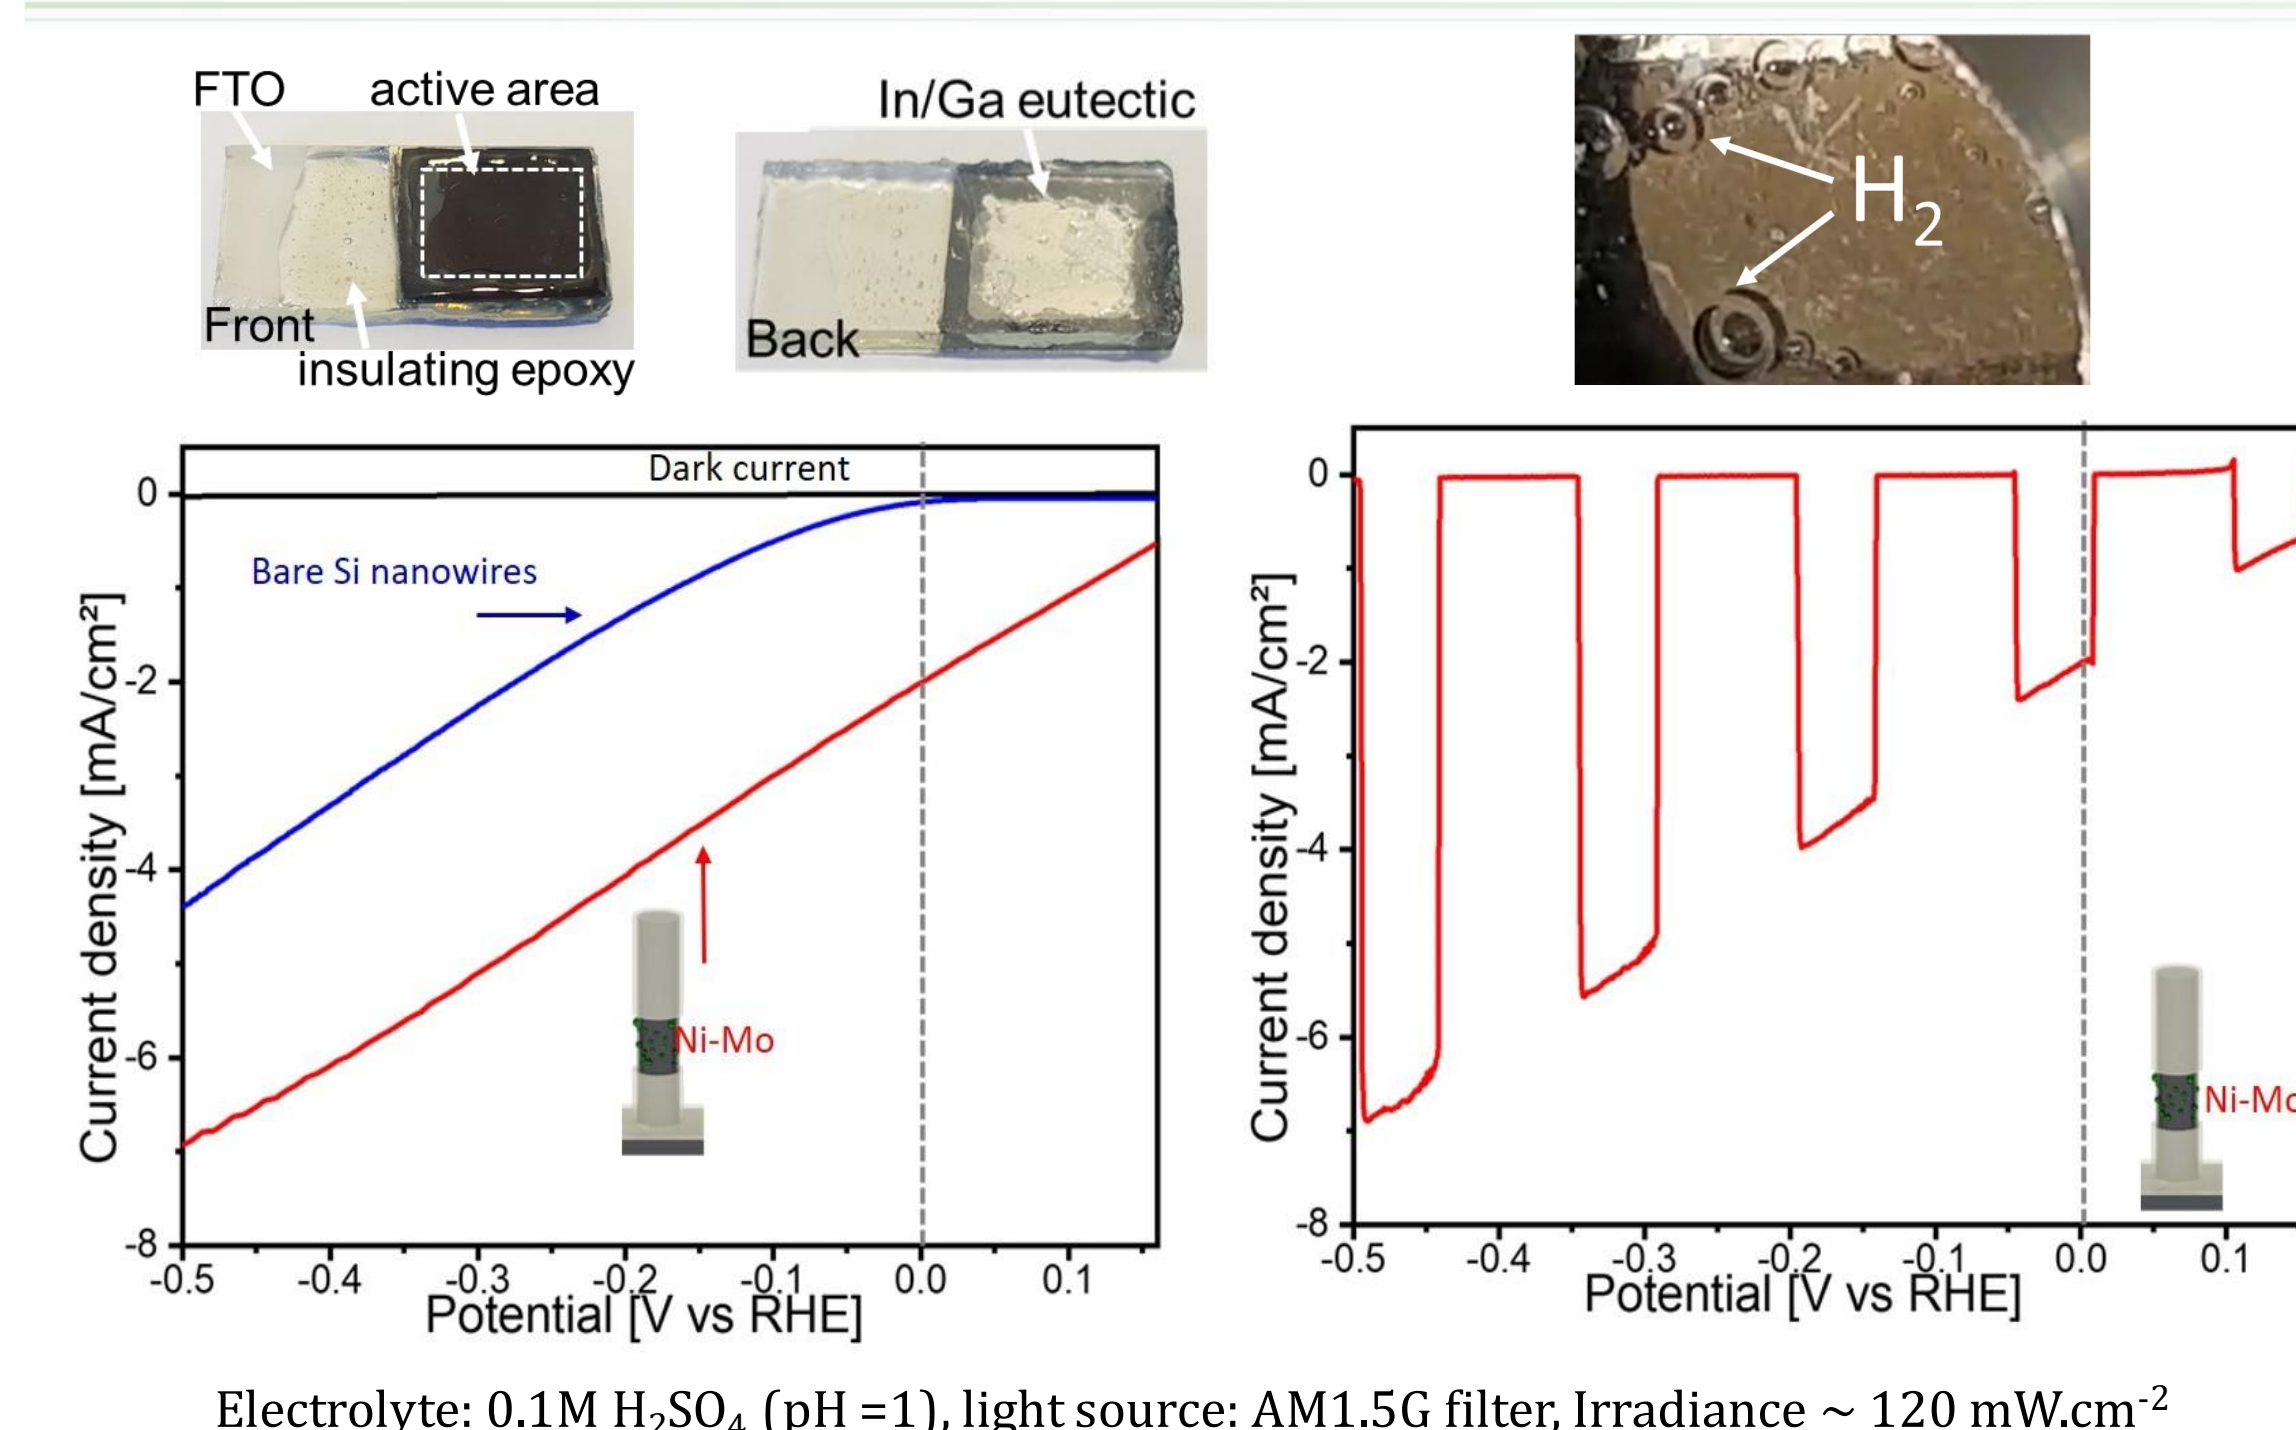 FTO
active area
Front
insulating epoxy
In/Ga eutectic
Back
H₂
Dark current
Bare Si nanowires
Ni-Mo
Current density [mA/cm²]
0
-2
-4
-6
-8
-0.5 -0.4 -0.3 -0.2 -0.1 0.0 0.1
Potential [V vs RHE]
Current density [mA/cm²]
0
-2
-4
-6
-8
Ni-Mo
-0.5 -0.4 -0.3 -0.2 -0.1 0.0 0.1
Potential [V vs RHE]
Electrolyte: 0.1M H₂SO₄ (pH =1), light source: AM1.5G filter, Irradiance ~ 120 mW.cm⁻²